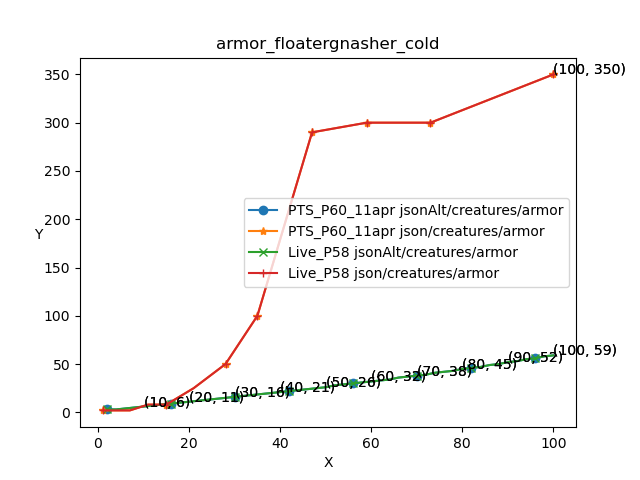 armor_floatergnasher_cold
350
300
250
200
150
100
50
0
Y
(100, 350)
PTS_P60_11apr jsonAlt/creatures/armor
PTS_P60_11apr json/creatures/armor
Live_P58 jsonAlt/creatures/armor
Live_P58 json/creatures/armor
(10, 6)
(20, 11)
(30, 16)
(40, 21)
(50, 26)
(60, 32)
(70, 38)
(80, 45)
(90, 52)
(100, 59)
0 20 40 60 80 100
X